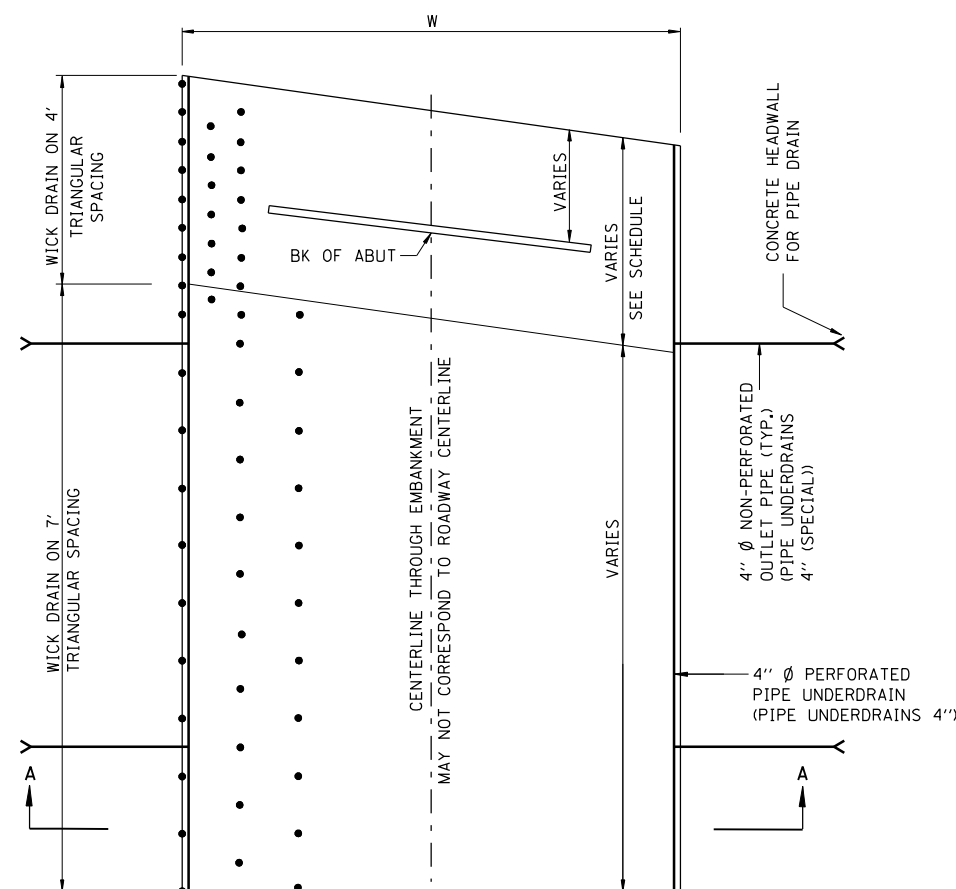 W
WICK DRAIN ON 4'
TRIANGULAR
SPACING
VARIES
VARIES
SEE SCHEDULE
CONCRETE HEADWALL
FOR PIPE DRAIN
BK OF ABUT
WICK DRAIN ON 7'
TRIANGULAR SPACING
CENTERLINE THROUGH EMBANKMENT
MAY NOT CORRESPOND TO ROADWAY CENTERLINE
VARIES
4'' Ø NON-PERFORATED
OUTLET PIPE (TYP.)
(PIPE UNDERDRAINS
4'' (SPECIAL))
4'' Ø PERFORATED
PIPE UNDERDRAIN
(PIPE UNDERDRAINS 4'')
A
A